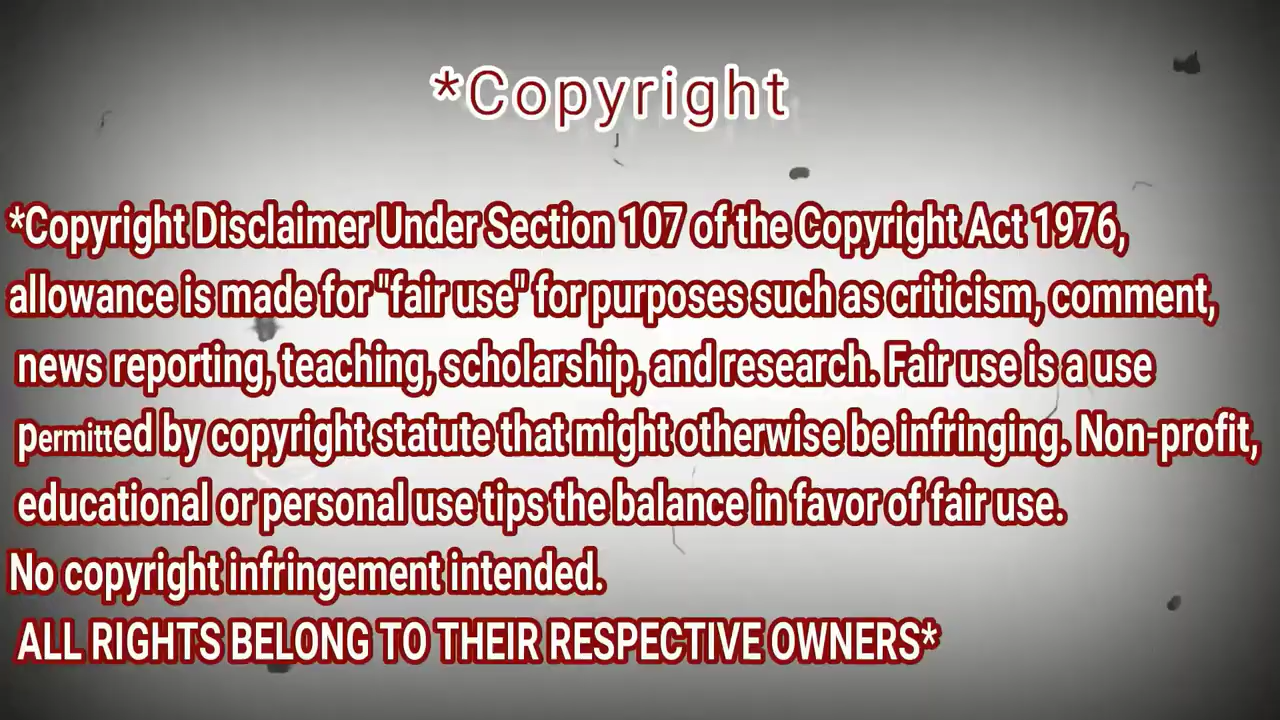 *Copyright
*Copyright Disclaimer Under Section 107 of the Copyright Act 1976,
allowance is made for "fair use" for purposes such as criticism, comment,
news reporting, teaching, scholarship, and research. Fair use is a use
permitted by copyright statute that might otherwise be infringing. Non-profit,
educational or personal use tips the balance in favor of fair use.
No copyright infringement intended.
ALL RIGHTS BELONG TO THEIR RESPECTIVE OWNERS*